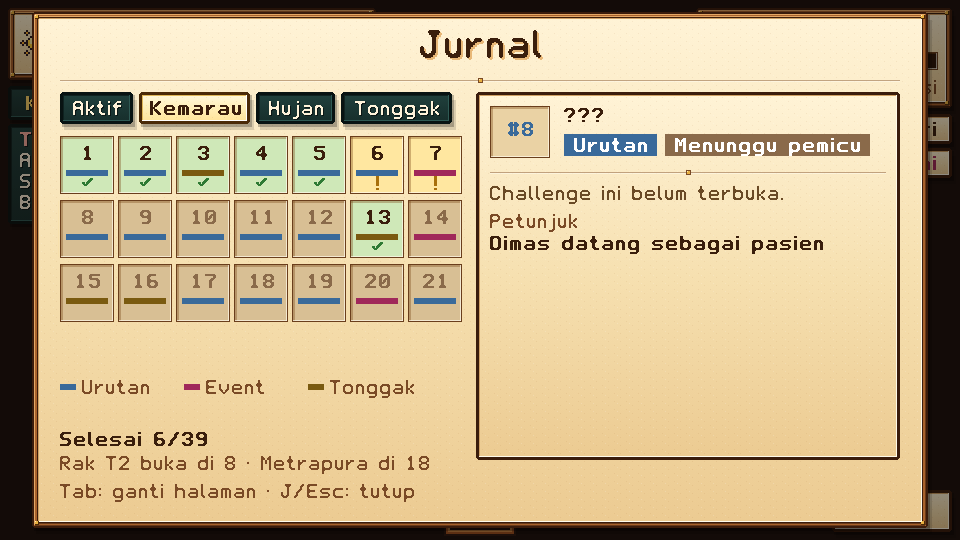 Jurnal
Aktif Kemarau Hujan Tonggak
1 2 3 4 5 6 7
! !
8 9 10 11 12 13 14
15 16 17 18 19 20 21
Urutan Event Tonggak
Selesai 6/39
Rak T2 buka di 8 · Metrapura di 18
Tab: ganti halaman · J/Esc: tutup
#8
???
Urutan Menunggu pemicu
Challenge ini belum terbuka.
Petunjuk
Dimas datang sebagai pasien